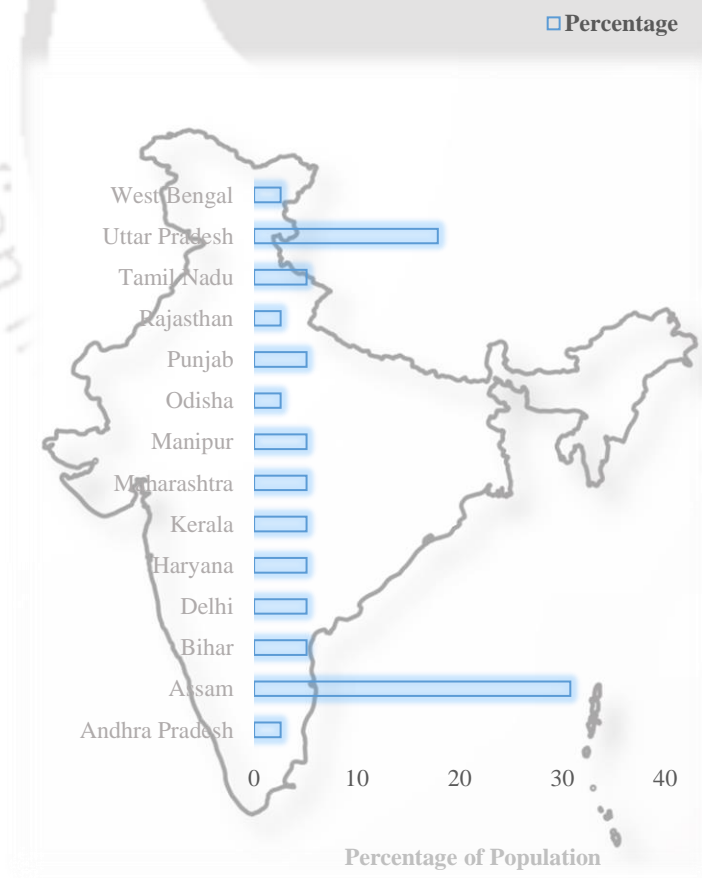 Percentage
West Bengal
Uttar Pradesh
Tamil Nadu
Rajasthan
Punjab
Odisha
Manipur
Maharashtra
Kerala
Haryana
Delhi
Bihar
Assam
Andhra Pradesh
0 10 20 30 40
Percentage of Population